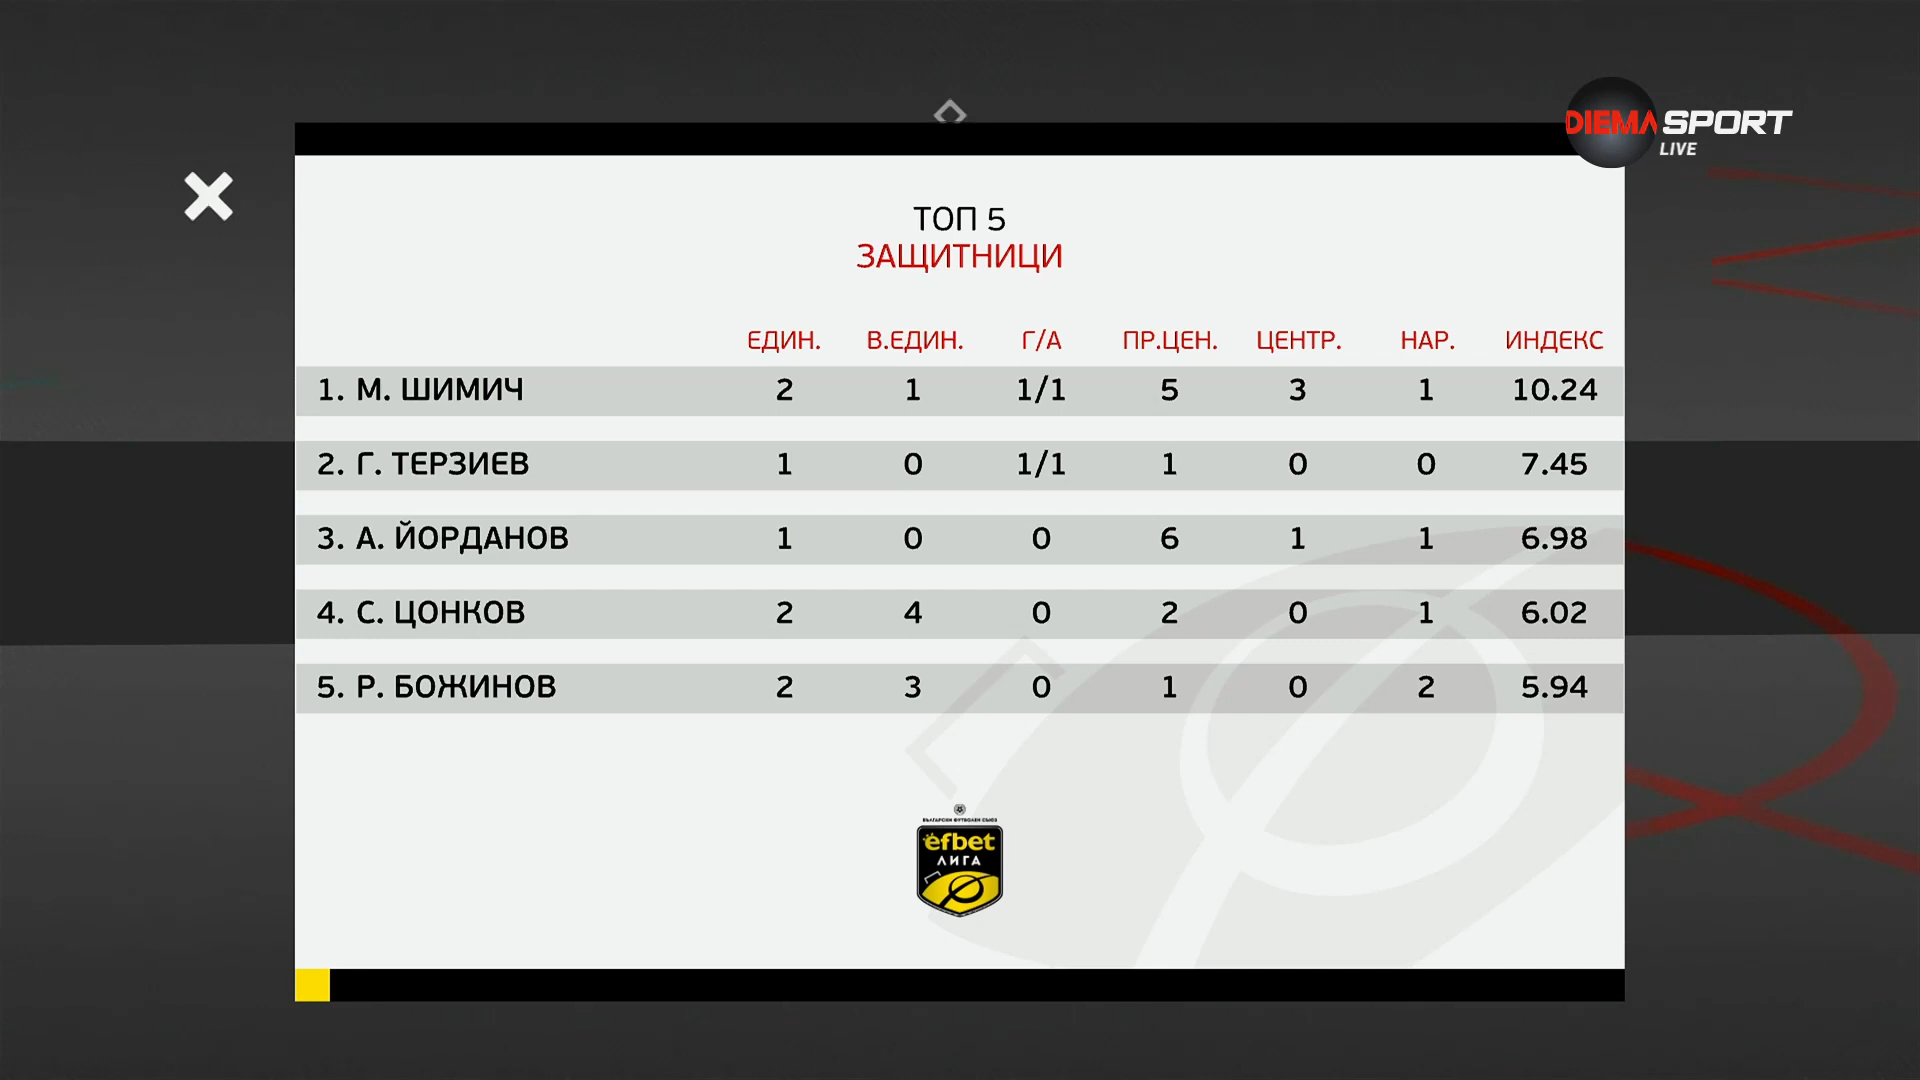 DIEMA SPORT
LIVE
ТОП 5
ЗАЩИТНИЦИ
ЕДИН. В.ЕДИН. Г/А ПР.ЦЕН. ЦЕНТР. НАР. ИНДЕКС
1. М. ШИМИЧ 2 1 1/1 5 3 1 10.24
2. Г. ТЕРЗИЕВ 1 0 1/1 1 0 0 7.45
3. А. ЙОРДАНОВ 1 0 0 6 1 1 6.98
4. С. ЦОНКОВ 2 4 0 2 0 1 6.02
5. Р. БОЖИНОВ 2 3 0 1 0 2 5.94
БЪЛГАРСКИ ФУТБОЛЕН СЪЮЗ
efbet
ЛИГА